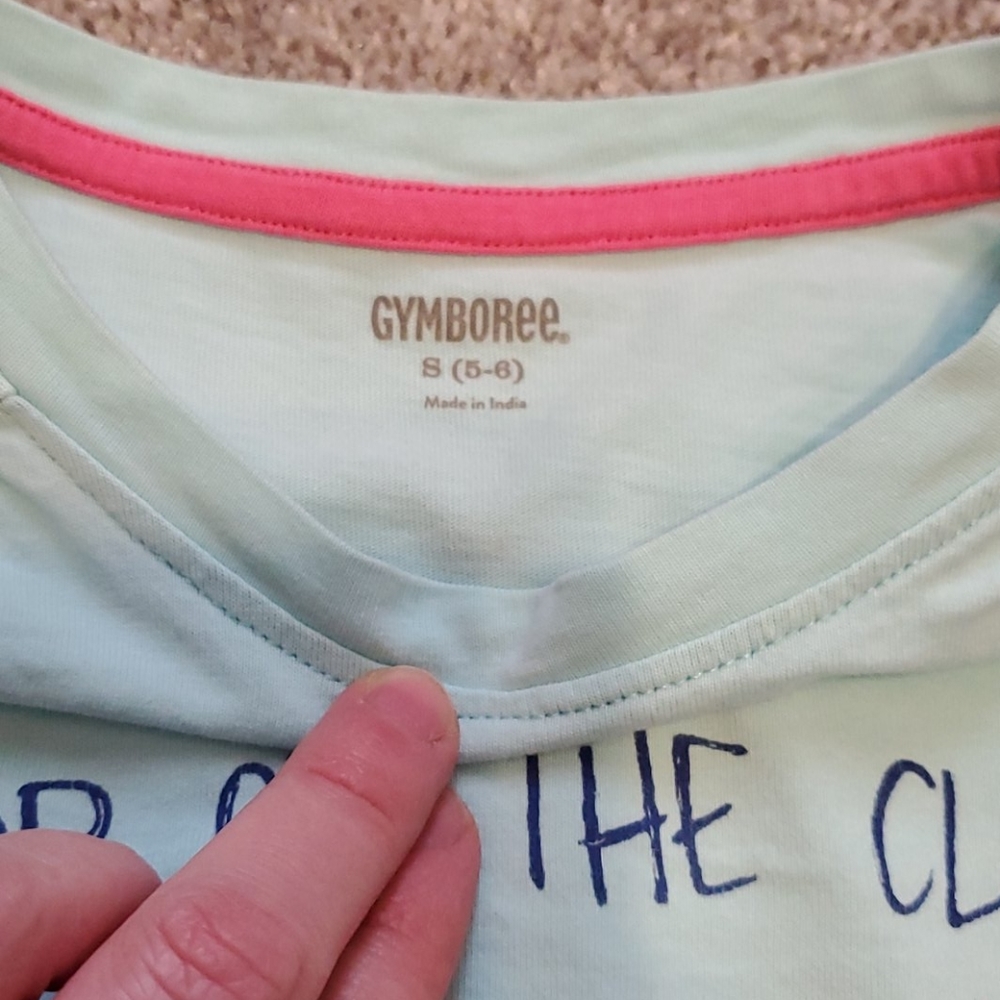 GYMBOREE
S (5-6)
Made in India
THE